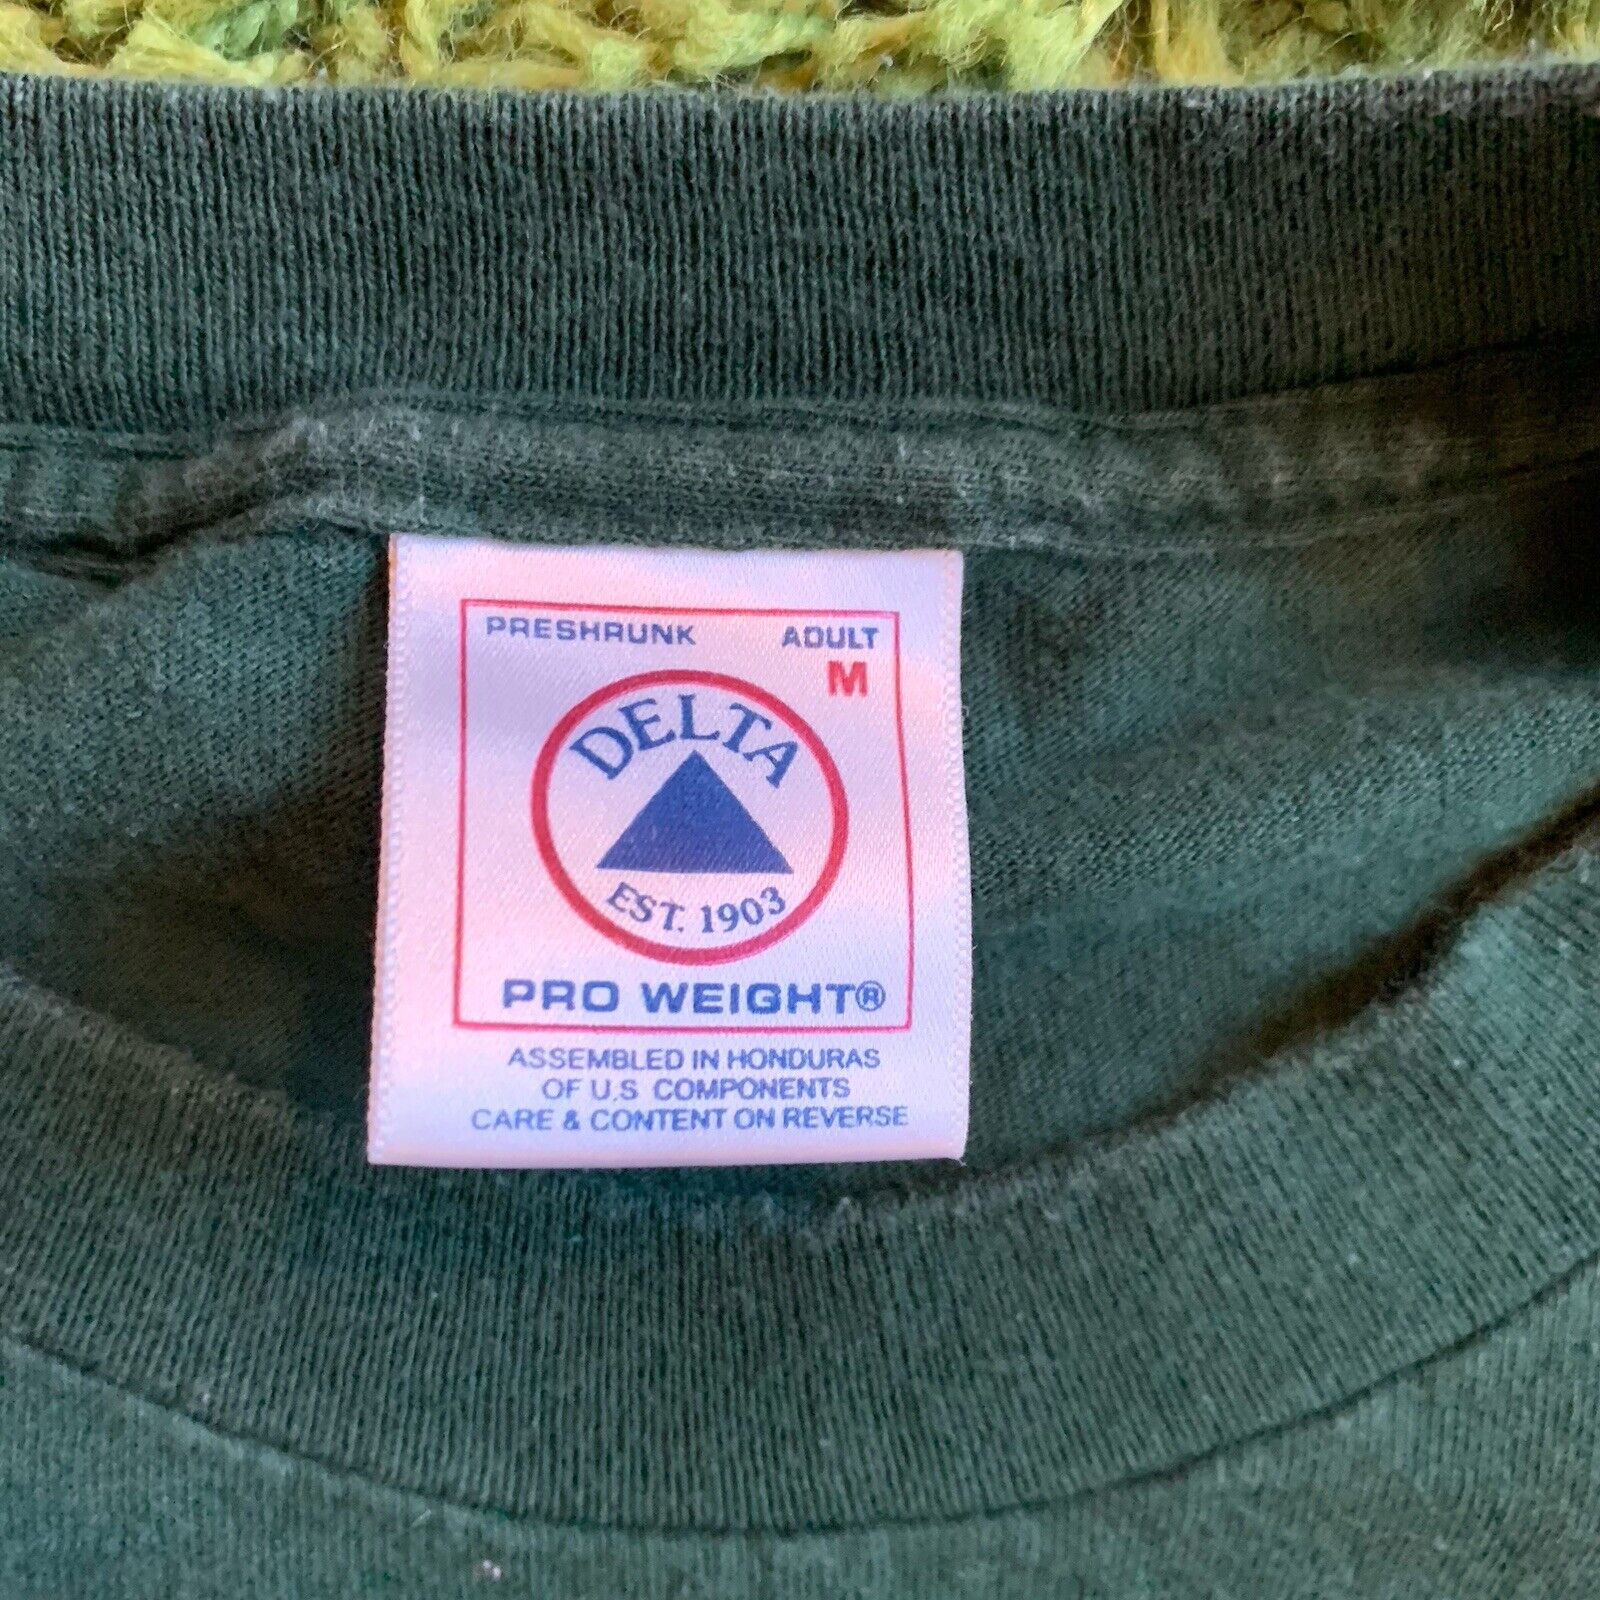 PRESHRUNK ADULT
M
DELTA
EST. 1903
PRO WEIGHT®
ASSEMBLED IN HONDURAS
OF U.S COMPONENTS
CARE & CONTENT ON REVERSE